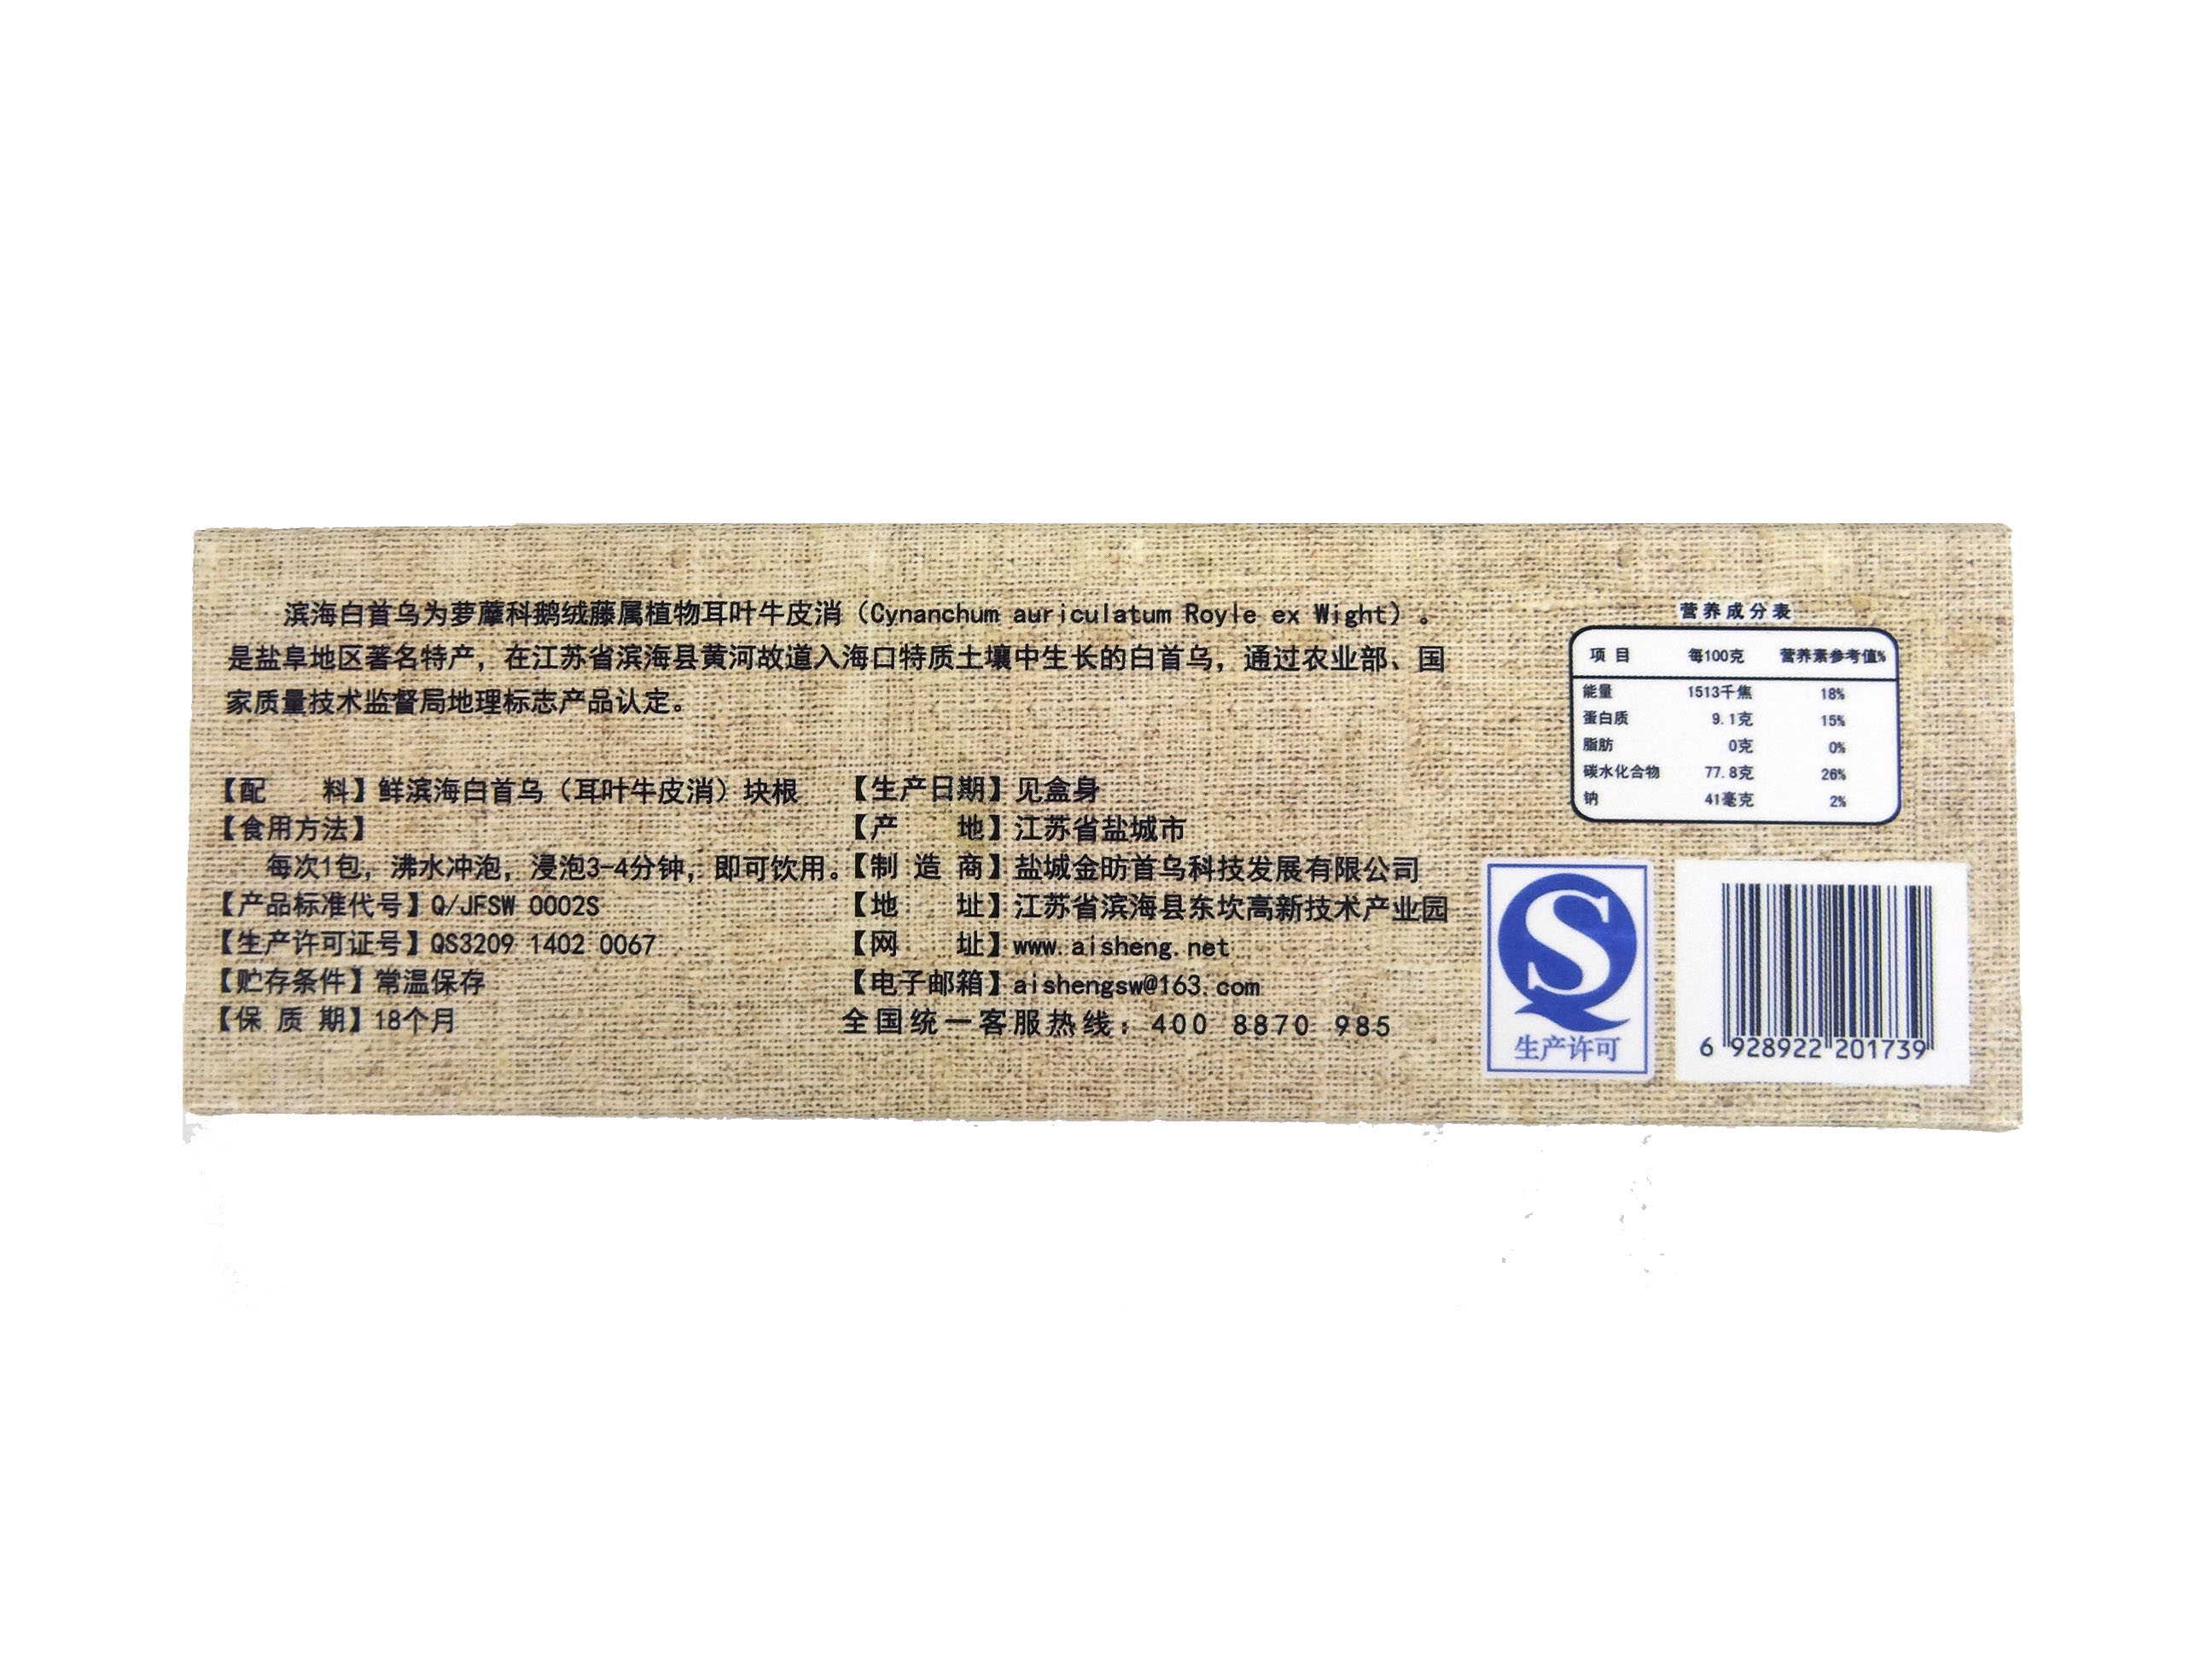 滨海白首乌为萝藦科鹅绒藤属植物耳叶牛皮消（Cynanchum auriculatum Royle ex Wight）。
是盐阜地区著名特产，在江苏省滨海县黄河故道入海口特质土壤中生长的白首乌，通过农业部、国
家质量技术监督局地理标志产品认定。
【配 料】鲜滨海白首乌（耳叶牛皮消）块根
【食用方法】
每次1包，沸水冲泡，浸泡3-4分钟，即可饮用。
【产品标准代号】Q/JFSW 0002S
【生产许可证号】QS3209 1402 0067
【贮存条件】常温保存
【保 质 期】18个月
【生产日期】见盒身
【产 地】江苏省盐城市
【制 造 商】盐城金昉首乌科技发展有限公司
【地 址】江苏省滨海县东坎高新技术产业园
【网 址】www.aisheng.net
【电子邮箱】aishengsw@163.com
全国统一客服热线：400 8870 985
营养成分表
项 目 每100克 营养素参考值%
能量 1513千焦 18%
蛋白质 9.1克 15%
脂肪 0克 0%
碳水化合物 77.8克 26%
钠 41毫克 2%
QS
生产许可
6 928922 201739